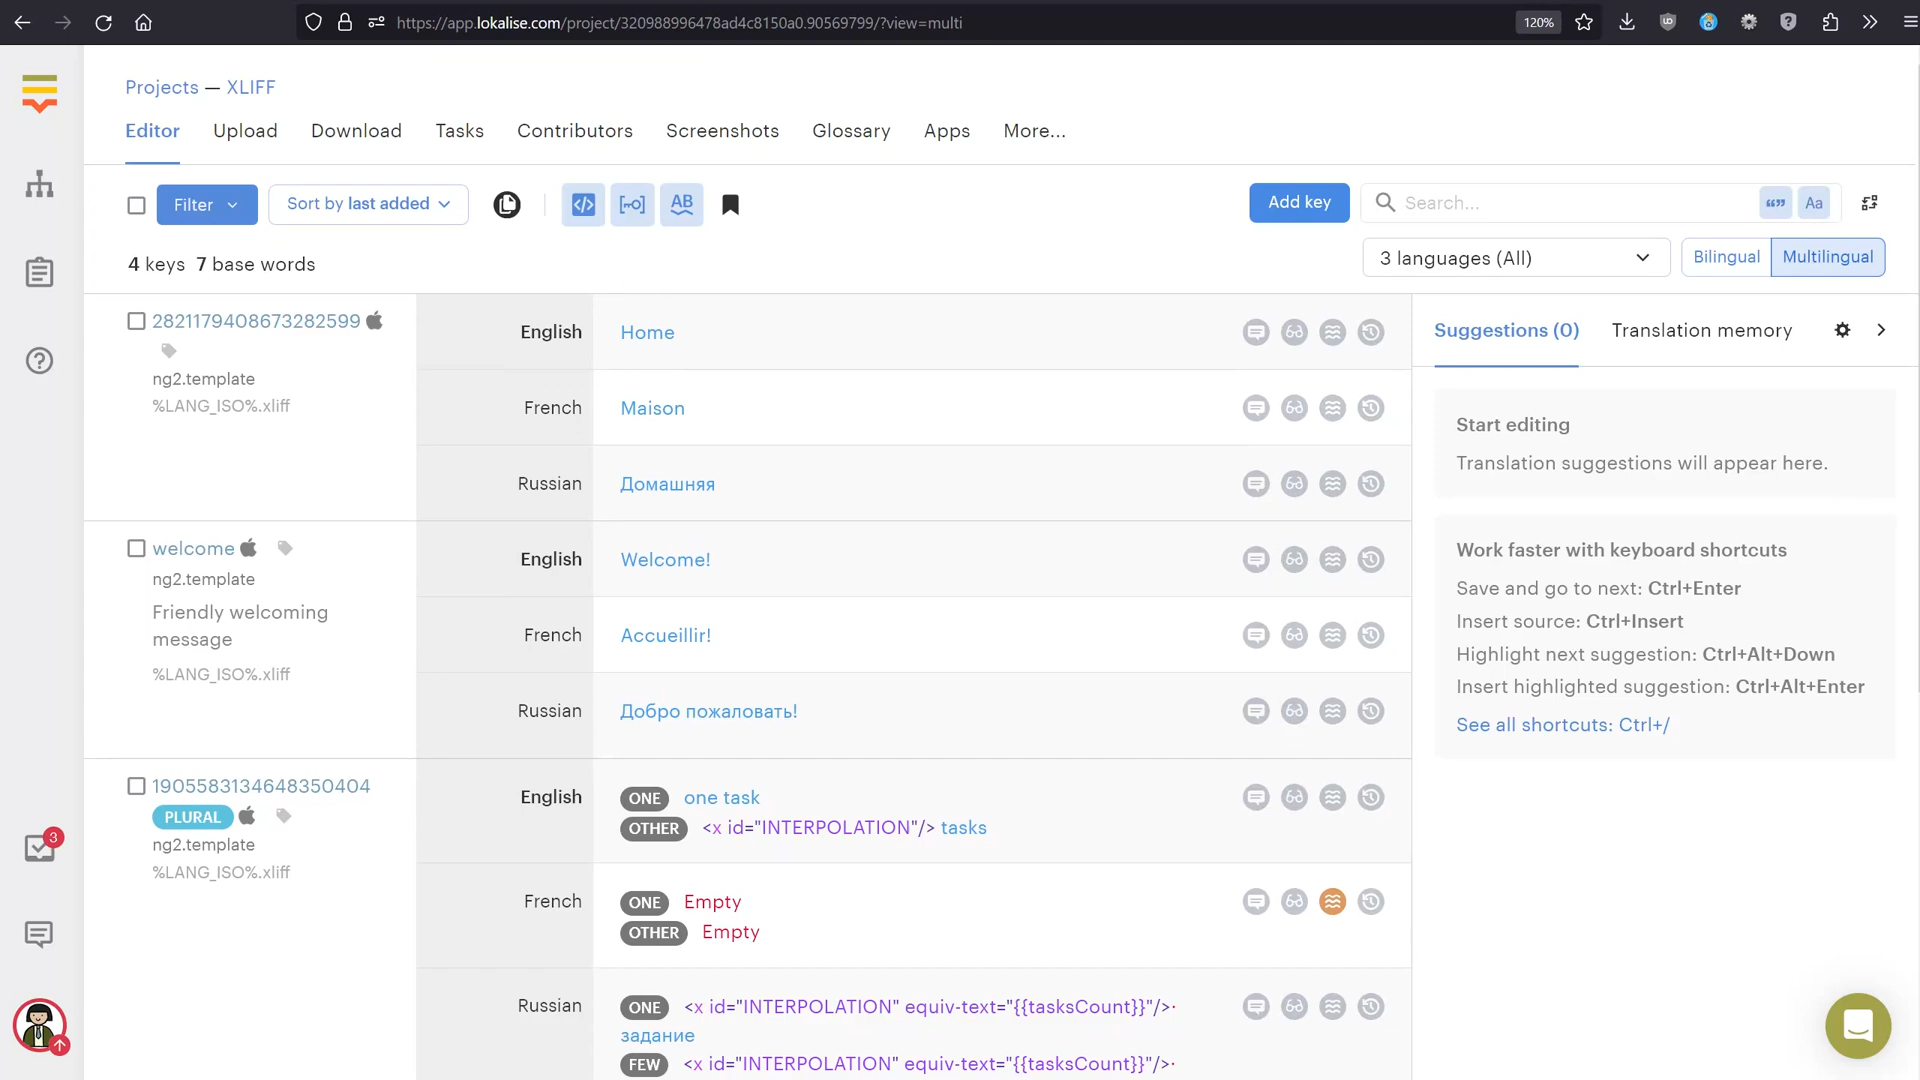 https://app.lokalise.com/project/320988996478ad4c8150a0.90569799/?view=multi
120%
Projects — XLIFF
Editor Upload Download Tasks Contributors Screenshots Glossary Apps More...
Filter Sort by last added AB Add key Search... Aa
4 keys 7 base words 3 languages (All) Bilingual Multilingual
2821179408673282599
ng2.template
%LANG_ISO%.xliff
English Home
French Maison
Russian Домашняя
welcome
ng2.template
Friendly welcoming
message
%LANG_ISO%.xliff
English Welcome!
French Accueillir!
Russian Добро пожаловать!
1905583134648350404
PLURAL
ng2.template
%LANG_ISO%.xliff
English ONE one task
OTHER <x id="INTERPOLATION"/> tasks
French ONE Empty
OTHER Empty
Russian ONE <x id="INTERPOLATION" equiv-text="{{tasksCount}}"/>·
задание
FEW <x id="INTERPOLATION" equiv-text="{{tasksCount}}"/>·
Suggestions (0) Translation memory
Start editing
Translation suggestions will appear here.
Work faster with keyboard shortcuts
Save and go to next: Ctrl+Enter
Insert source: Ctrl+Insert
Highlight next suggestion: Ctrl+Alt+Down
Insert highlighted suggestion: Ctrl+Alt+Enter
See all shortcuts: Ctrl+/
3